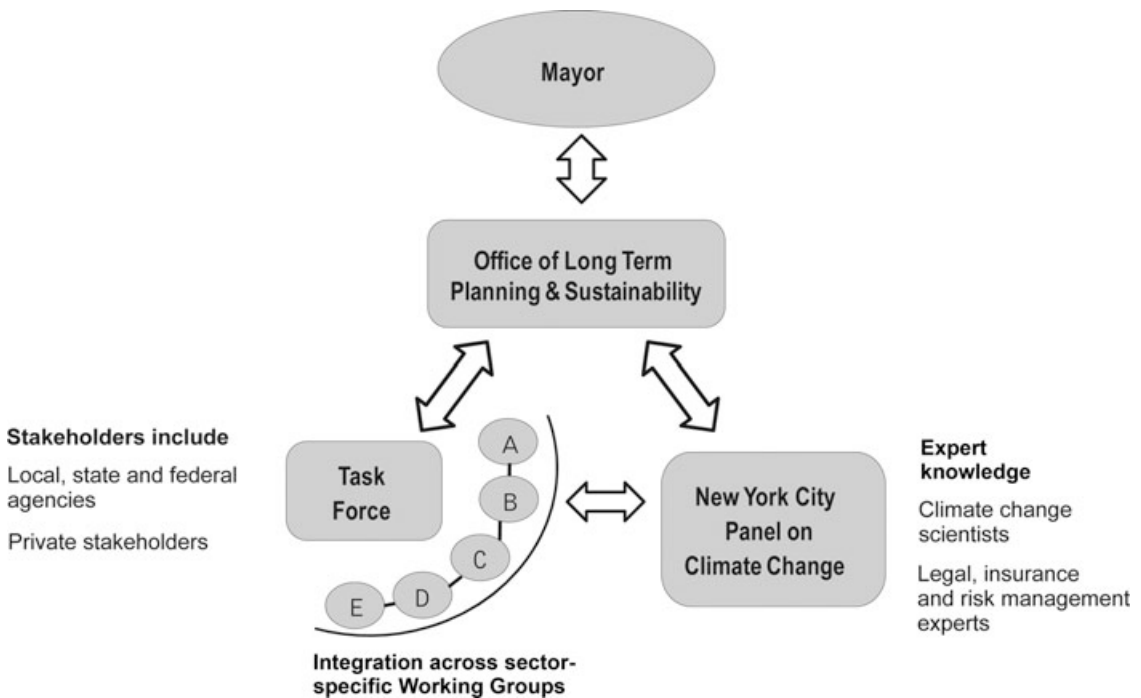 Mayor
Office of Long Term
Planning & Sustainability
Stakeholders include
Local, state and federal
agencies
Private stakeholders
Task
Force
A
B
C
D
E
Integration across sector-
specific Working Groups
New York City
Panel on
Climate Change
Expert
knowledge
Climate change
scientists
Legal, insurance
and risk management
experts